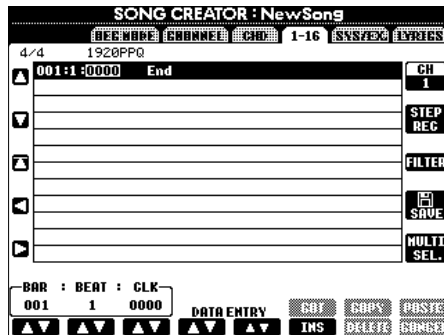 SONG CREATOR : NewSong
REC MODE CHANNEL CHD 1-16 SYS/EX. LYRICS
4/4 1920PPQ
001:1:0000 End
CH
1
STEP
REC
FILTER
SAVE
MULTI
SEL.
BAR : BEAT : CLK
001 1 0000
DATA ENTRY
CUT COPY PASTE
INS DELETE